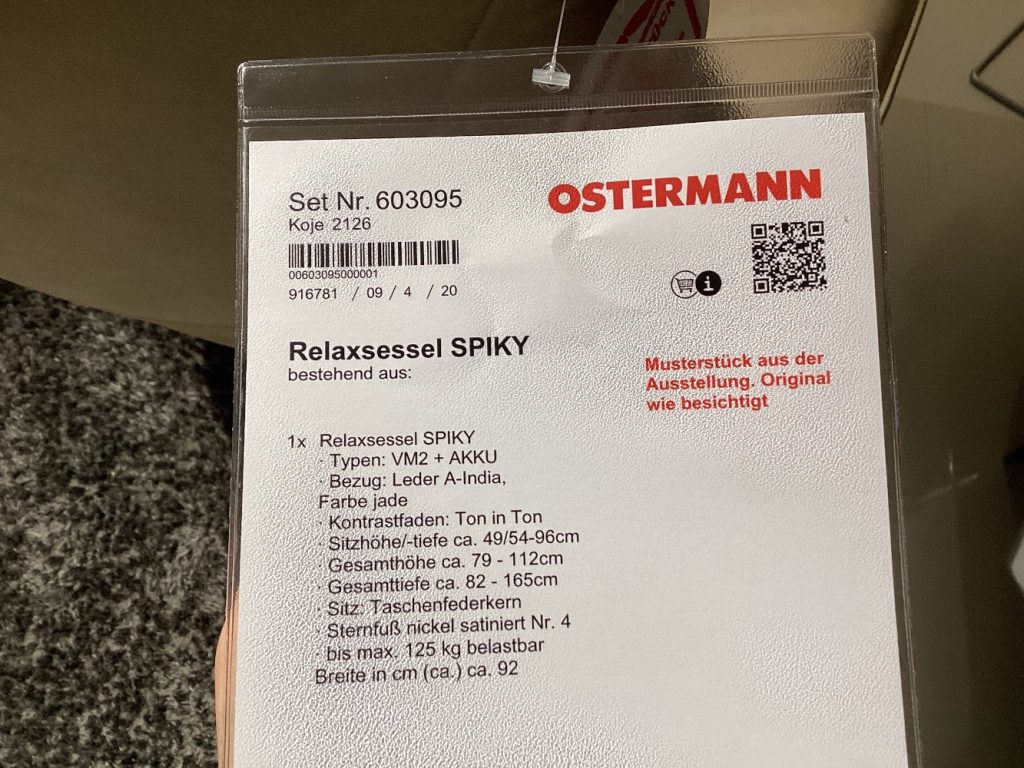 Set Nr. 603095
OSTERMANN
Koje 2126
00603095000001
916781 / 09 / 4 / 20
Relaxsessel SPIKY
bestehend aus:
Musterstück aus der
Ausstellung. Original
wie besichtigt
1x Relaxsessel SPIKY
· Typen: VM2 + AKKU
· Bezug: Leder A-India,
Farbe jade
· Kontrastfaden: Ton in Ton
· Sitzhöhe/-tiefe ca. 49/54-96cm
· Gesamthöhe ca. 79 - 112cm
· Gesamttiefe ca. 82 - 165cm
· Sitz: Taschenfederkern
· Sternfuß nickel satiniert Nr. 4
· bis max. 125 kg belastbar
Breite in cm (ca.) ca. 92